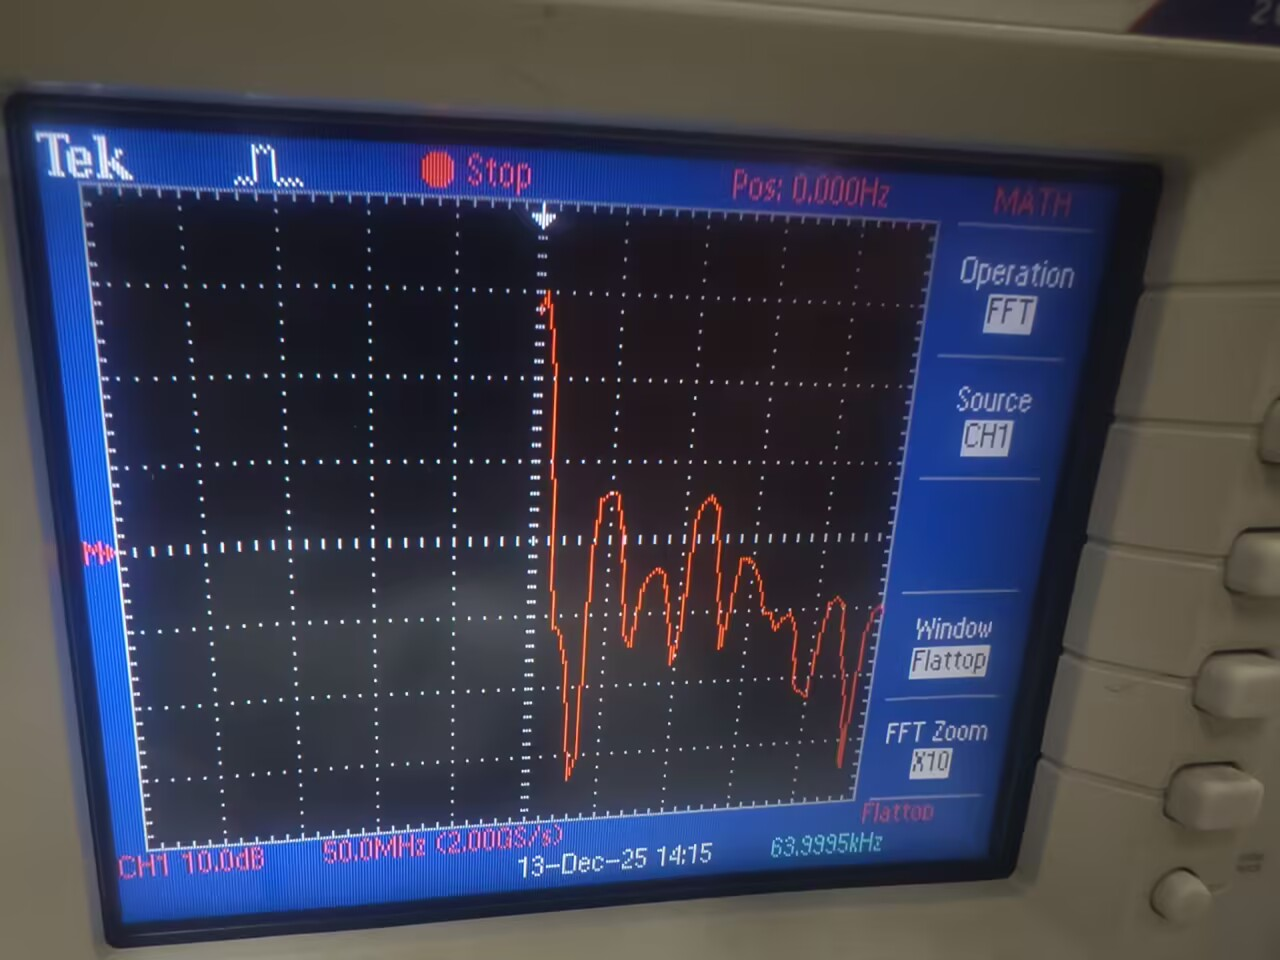 Tek Stop Pos: 0.000Hz MATH
Operation
FFT
Source
CH1
M
Window
Flattop
FFT Zoom
X10
Flattop
CH1 10.0dB 50.0MHz (2.00GS/s)
13-Dec-25 14:15 63.9995kHz